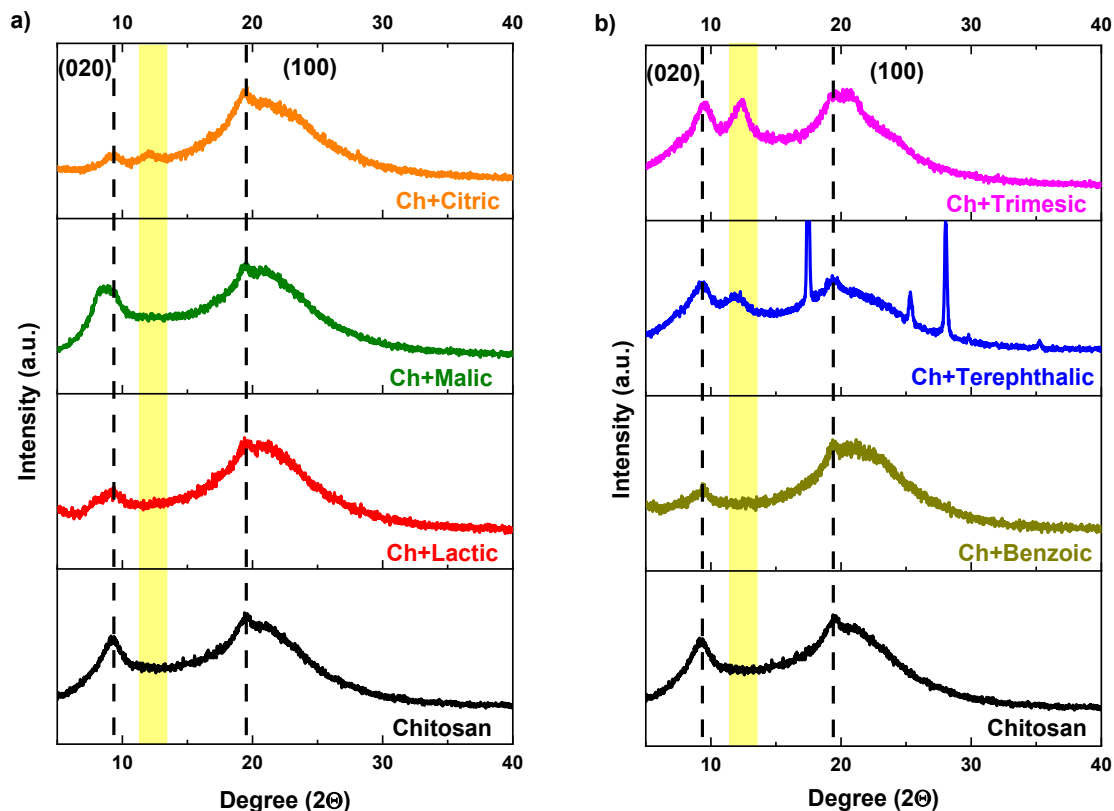 a)
10 20 30 40
(020) (100)
Ch+Citric
Ch+Malic
Ch+Lactic
Chitosan
10 20 30 40
Degree (2Θ)
Intensity (a.u.)
b)
10 20 30 40
(020) (100)
Ch+Trimesic
Ch+Terephthalic
Ch+Benzoic
Chitosan
10 20 30 40
Degree (2Θ)
Intensity (a.u.)